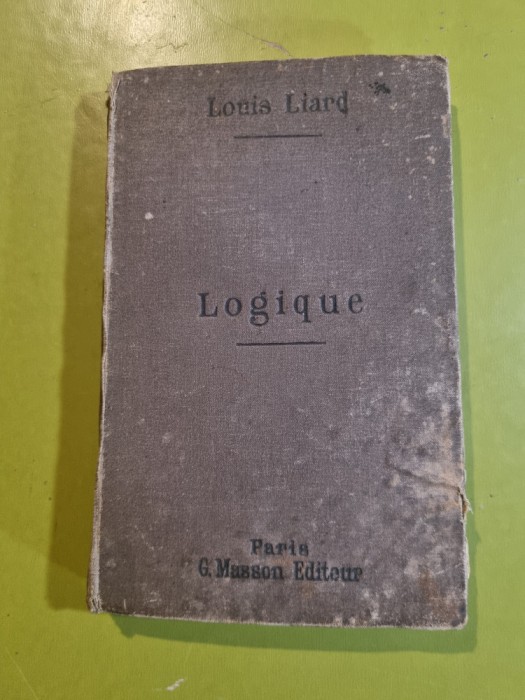 Louis Liard
Logique
Paris
G. Masson Editeur